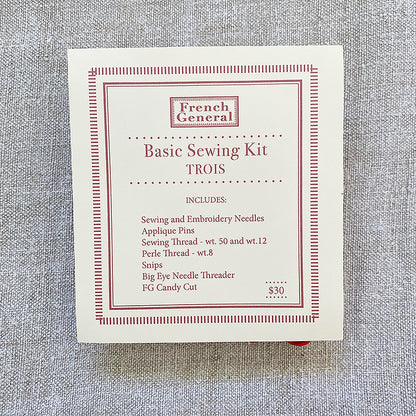 French
General
Basic Sewing Kit
TROIS
INCLUDES:
Sewing and Embroidery Needles
Applique Pins
Sewing Thread - wt. 50 and wt.12
Perle Thread - wt.8
Snips
Big Eye Needle Threader
FG Candy Cut
$30